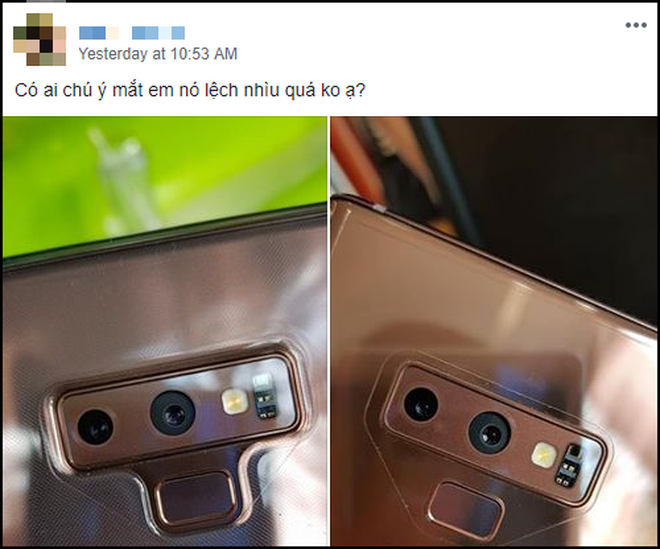 Yesterday at 10:53 AM
Có ai chú ý mắt em nó lệch nhìu quá ko ạ?